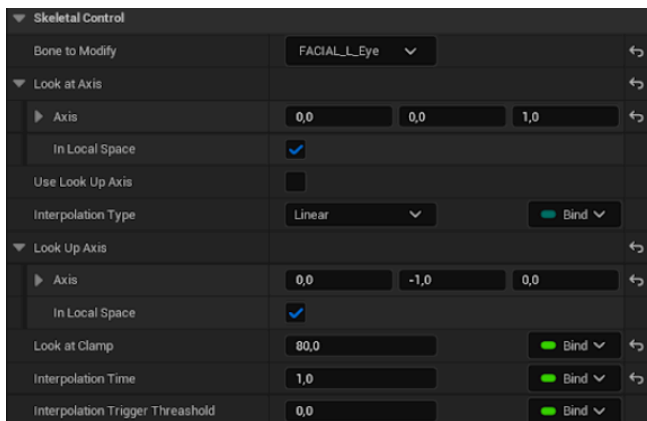 Skeletal Control
Bone to Modify FACIAL_L_Eye
Look at Axis
Axis 0,0 0,0 1,0
In Local Space
Use Look Up Axis
Interpolation Type Linear Bind
Look Up Axis
Axis 0,0 -1,0 0,0
In Local Space
Look at Clamp 80,0 Bind
Interpolation Time 1,0 Bind
Interpolation Trigger Threashold 0,0 Bind